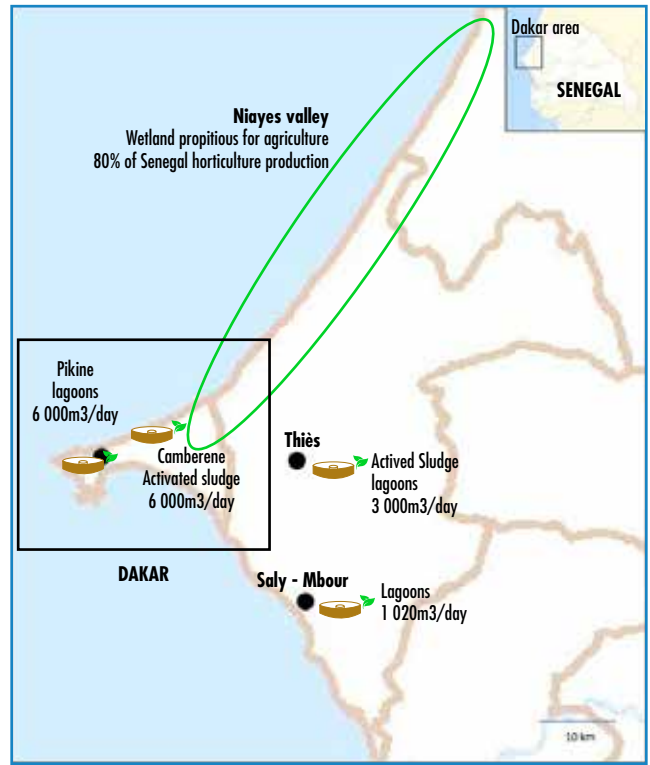 Dakar area
SENEGAL
Niayes valley
Wetland propitious for agriculture
80% of Senegal horticulture production
Pikine
lagoons
6 000m3/day
Camberene
Activated sludge
6 000m3/day
DAKAR
Thiès
Actived Sludge
lagoons
3 000m3/day
Saly - Mbour
Lagoons
1 020m3/day
10 km